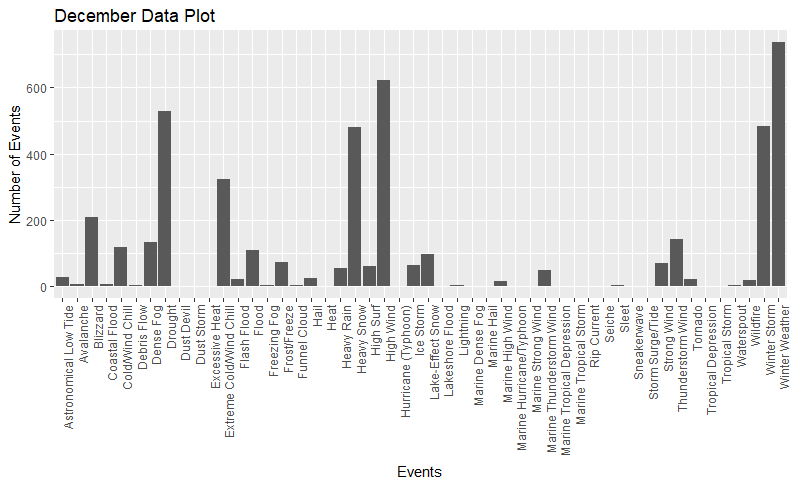 December Data Plot
Number of Events
600
400
200
0
Astronomical Low Tide
Avalanche
Blizzard
Coastal Flood
Cold/Wind Chill
Debris Flow
Dense Fog
Drought
Dust Devil
Dust Storm
Excessive Heat
Extreme Cold/Wind Chill
Flash Flood
Flood
Freezing Fog
Frost/Freeze
Funnel Cloud
Hail
Heat
Heavy Rain
Heavy Snow
High Surf
High Wind
Hurricane (Typhoon)
Ice Storm
Lake-Effect Snow
Lakeshore Flood
Lightning
Marine Dense Fog
Marine Hail
Marine High Wind
Marine Hurricane/Typhoon
Marine Strong Wind
Marine Thunderstorm Wind
Marine Tropical Depression
Marine Tropical Storm
Rip Current
Seiche
Sleet
Sneakerwave
Storm Surge/Tide
Strong Wind
Thunderstorm Wind
Tornado
Tropical Depression
Tropical Storm
Waterspout
Wildfire
Winter Storm
Winter Weather
Events